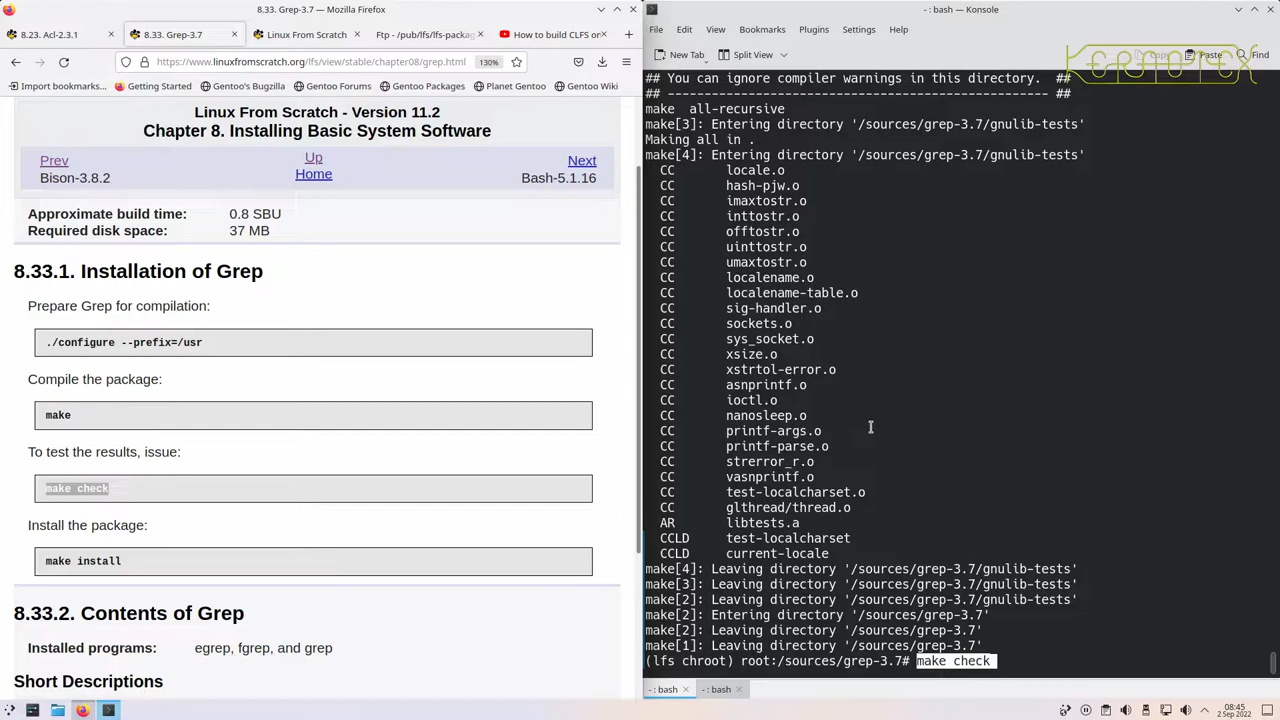 8.33. Grep-3.7 — Mozilla Firefox
8.23. Acl-2.3.1
8.33. Grep-3.7
Linux From Scratch
Ftp - /pub/lfs/lfs-packag
How to build CLFS on
https://www.linuxfromscratch.org/lfs/view/stable/chapter08/grep.html
Import bookmarks...
Getting Started
Gentoo's Bugzilla
Gentoo Forums
Gentoo Packages
Planet Gentoo
Gentoo Wiki
Linux From Scratch - Version 11.2
Chapter 8. Installing Basic System Software
Prev
Up
Next
Bison-3.8.2
Home
Bash-5.1.16
Approximate build time: 0.8 SBU
Required disk space: 37 MB
8.33.1. Installation of Grep
Prepare Grep for compilation:
./configure --prefix=/usr
Compile the package:
make
To test the results, issue:
make check
Install the package:
make install
8.33.2. Contents of Grep
Installed programs: egrep, fgrep, and grep
Short Descriptions
- : bash — Konsole
File Edit View Bookmarks Plugins Settings Help
New Tab
Split View
Copy
Paste
Find
KERNOTEX
## You can ignore compiler warnings in this directory.  ##
## --------------------------------------------------- ##
make  all-recursive
make[3]: Entering directory '/sources/grep-3.7/gnulib-tests'
Making all in .
make[4]: Entering directory '/sources/grep-3.7/gnulib-tests'
CC       locale.o
CC       hash-pjw.o
CC       imaxtostr.o
CC       inttostr.o
CC       offtostr.o
CC       uinttostr.o
CC       umaxtostr.o
CC       localename.o
CC       localename-table.o
CC       sig-handler.o
CC       sockets.o
CC       sys_socket.o
CC       xsize.o
CC       xstrtol-error.o
CC       asnprintf.o
CC       ioctl.o
CC       nanosleep.o
CC       printf-args.o
CC       printf-parse.o
CC       strerror_r.o
CC       vasnprintf.o
CC       test-localcharset.o
CC       glthread/thread.o
AR       libtests.a
CCLD     test-localcharset
CCLD     current-locale
make[4]: Leaving directory '/sources/grep-3.7/gnulib-tests'
make[3]: Leaving directory '/sources/grep-3.7/gnulib-tests'
make[2]: Leaving directory '/sources/grep-3.7/gnulib-tests'
make[2]: Entering directory '/sources/grep-3.7'
make[2]: Leaving directory '/sources/grep-3.7'
make[1]: Leaving directory '/sources/grep-3.7'
(lfs chroot) root:/sources/grep-3.7# make check
- : bash
- : bash
08:45
2 Sep 2022